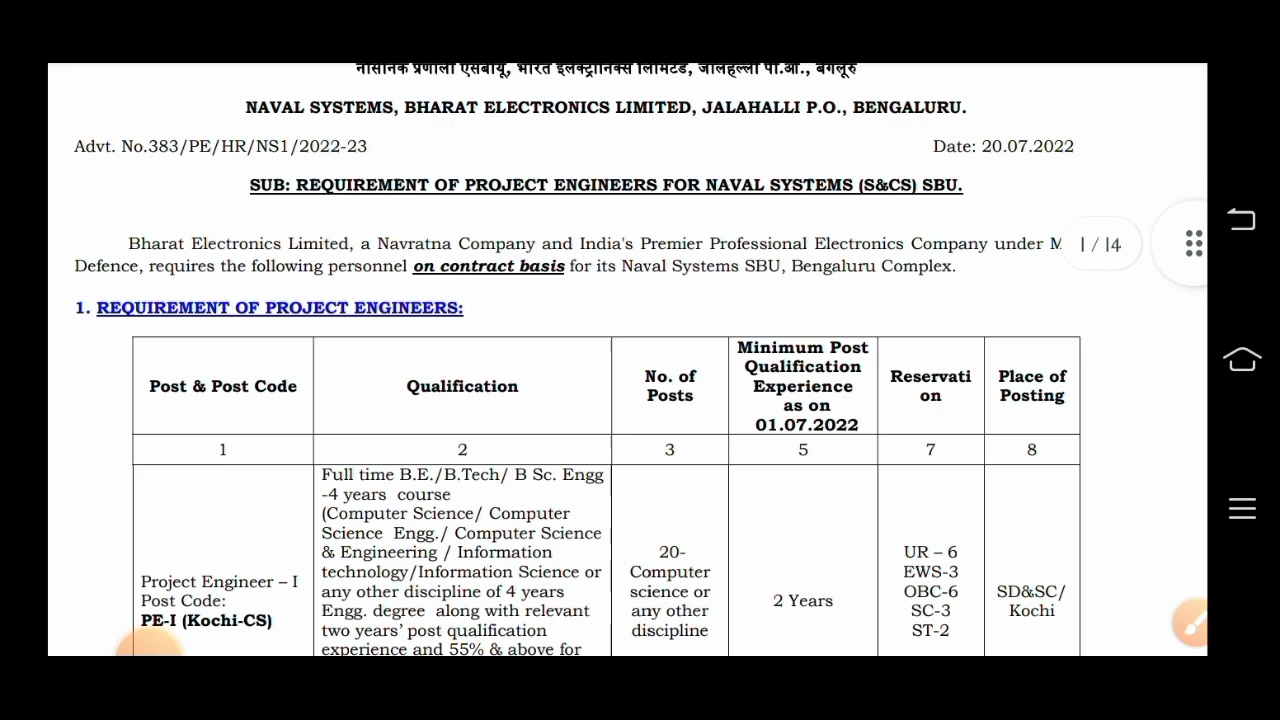 नौसैनिक प्रणाली एसबीयू, भारत इलेक्ट्रॉनिक्स लिमिटेड, जालहल्ली पी.ओ., बेंगलूरु
NAVAL SYSTEMS, BHARAT ELECTRONICS LIMITED, JALAHALLI P.O., BENGALURU.
Advt. No.383/PE/HR/NS1/2022-23
Date: 20.07.2022
SUB: REQUIREMENT OF PROJECT ENGINEERS FOR NAVAL SYSTEMS (S&CS) SBU.
Bharat Electronics Limited, a Navratna Company and India's Premier Professional Electronics Company under M
1 / 14
Defence, requires the following personnel on contract basis for its Naval Systems SBU, Bengaluru Complex.
1. REQUIREMENT OF PROJECT ENGINEERS:
Post & Post Code
Qualification
No. of
Posts
Minimum Post
Qualification
Experience
as on
01.07.2022
Reservati
on
Place of
Posting
1
2
3
5
7
8
Project Engineer – I
Post Code:
PE-I (Kochi-CS)
Full time B.E./B.Tech/ B Sc. Engg
-4 years course
(Computer Science/ Computer
Science Engg./ Computer Science
& Engineering / Information
technology/Information Science or
any other discipline of 4 years
Engg. degree along with relevant
two years’ post qualification
experience and 55% & above for
20-
Computer
science or
any other
discipline
2 Years
UR – 6
EWS-3
OBC-6
SC-3
ST-2
SD&SC/
Kochi